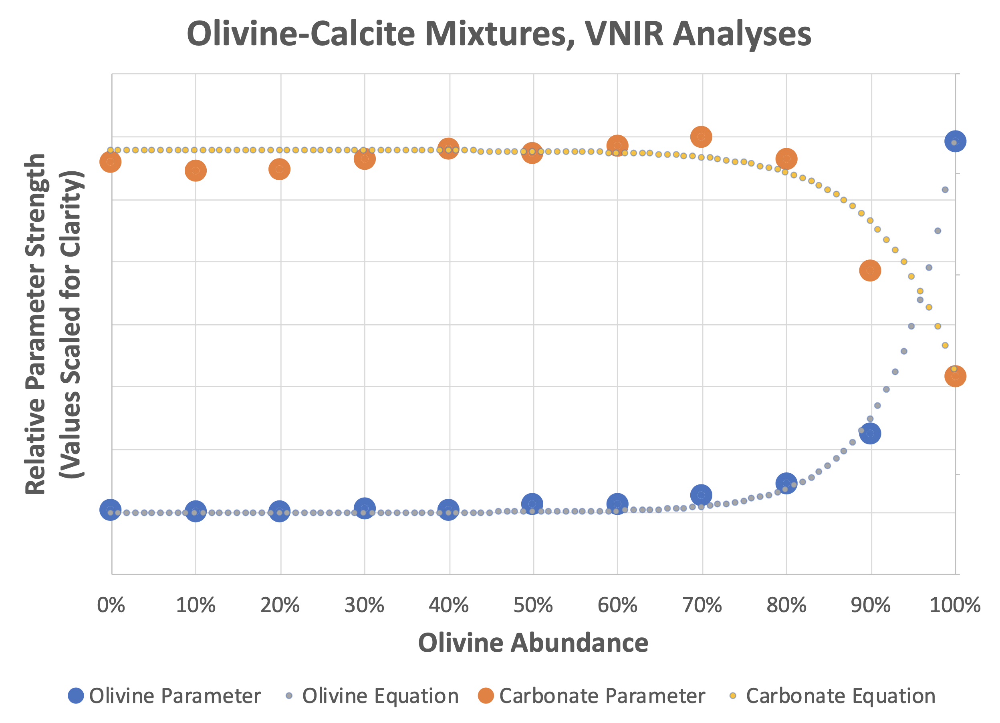 Olivine-Calcite Mixtures, VNIR Analyses
Relative Parameter Strength
(Values Scaled for Clarity)
0% 10% 20% 30% 40% 50% 60% 70% 80% 90% 100%
Olivine Abundance
Olivine Parameter Olivine Equation Carbonate Parameter Carbonate Equation